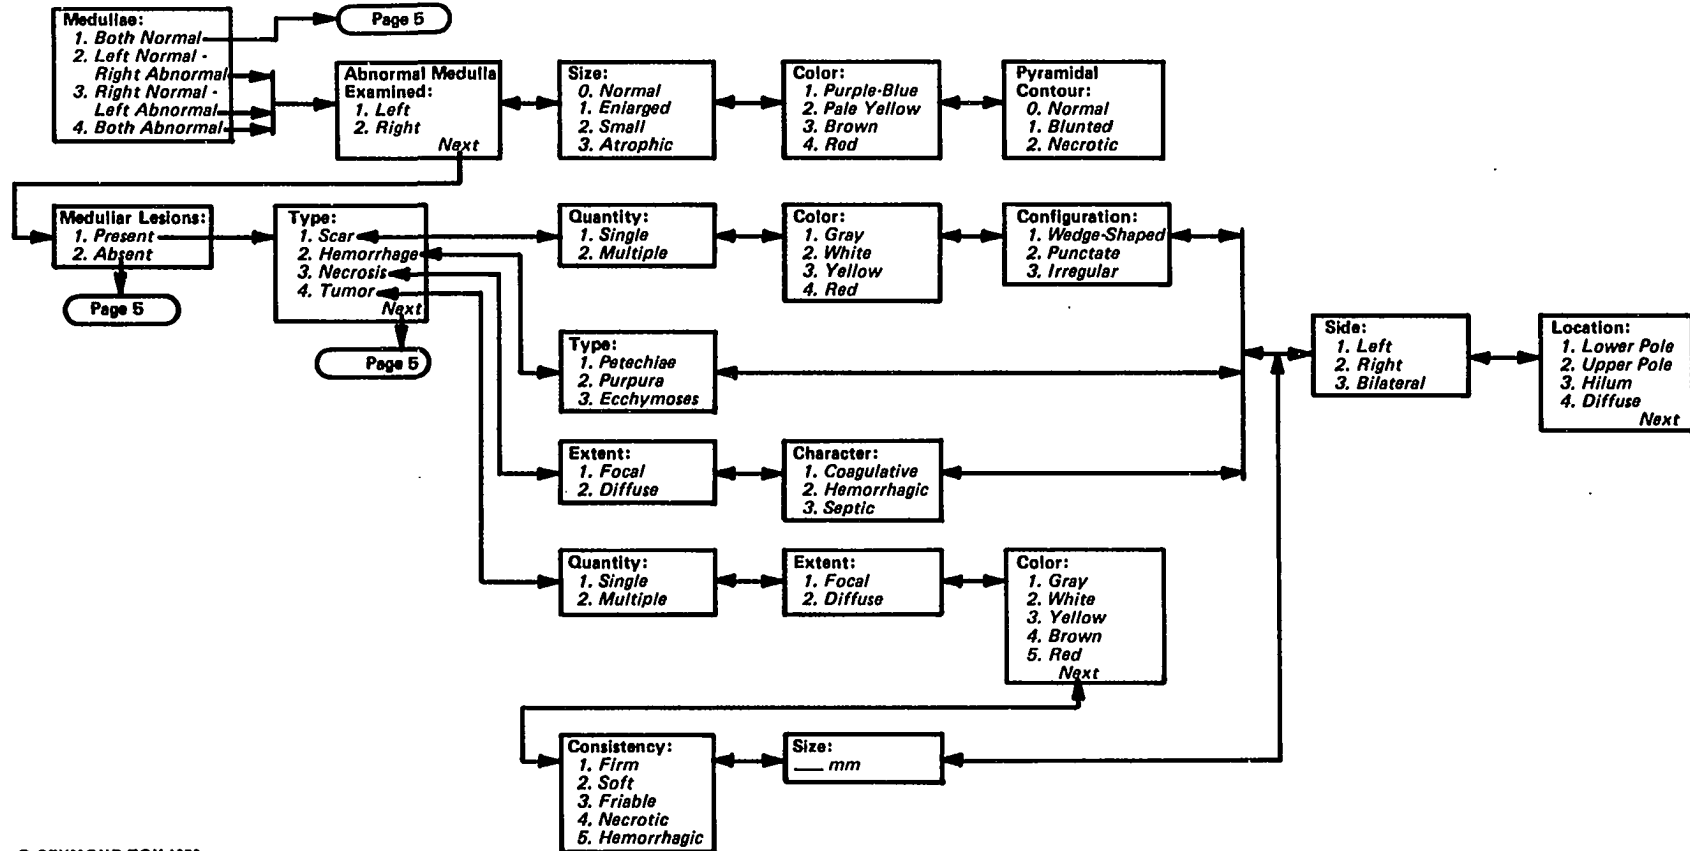 Medullae:
1. Both Normal
2. Left Normal -
Right Abnormal
3. Right Normal -
Left Abnormal
4. Both Abnormal
Page 5
Abnormal Medulla
Examined:
1. Left
2. Right
Next
Size:
0. Normal
1. Enlarged
2. Small
3. Atrophic
Color:
1. Purple-Blue
2. Pale Yellow
3. Brown
4. Red
Pyramidal
Contour:
0. Normal
1. Blunted
2. Necrotic
Medullar Lesions:
1. Present
2. Absent
Page 5
Type:
1. Scar
2. Hemorrhage
3. Necrosis
4. Tumor
Next
Page 5
Quantity:
1. Single
2. Multiple
Color:
1. Gray
2. White
3. Yellow
4. Red
Configuration:
1. Wedge-Shaped
2. Punctate
3. Irregular
Type:
1. Petechiae
2. Purpura
3. Ecchymoses
Side:
1. Left
2. Right
3. Bilateral
Location:
1. Lower Pole
2. Upper Pole
3. Hilum
4. Diffuse
Next
Extent:
1. Focal
2. Diffuse
Character:
1. Coagulative
2. Hemorrhagic
3. Septic
Quantity:
1. Single
2. Multiple
Extent:
1. Focal
2. Diffuse
Color:
1. Gray
2. White
3. Yellow
4. Brown
5. Red
Next
Consistency:
1. Firm
2. Soft
3. Friable
4. Necrotic
5. Hemorrhagic
Size:
___ mm